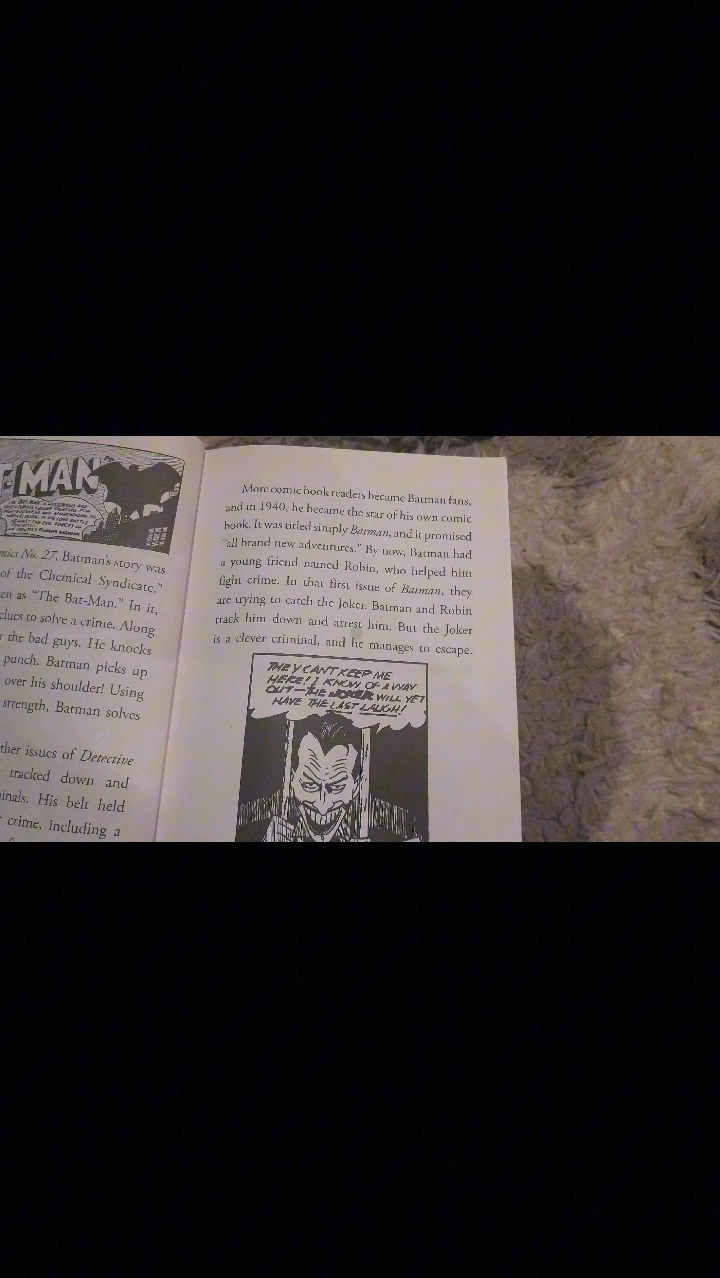 E MAN
mics No. 27, Batman's story was
of the Chemical Syndicate,"
en as "The Bat-Man." In it,
clues to solve a crime. Along
r the bad guys. He knocks
punch. Batman picks up
over his shoulder! Using
strength, Batman solves
ther issues of Detective
tracked down and
inals. His belt held
crime, including a
More comic book readers became Batman fans,
and in 1940, he became the star of his own comic
book. It was titled simply Batman, and it promised
"all brand new adventures." By now, Batman had
a young friend named Robin, who helped him
fight crime. In that first issue of Batman, they
are trying to catch the Joker. Batman and Robin
track him down and arrest him. But the Joker
is a clever criminal, and he manages to escape.
THEY CAN'T KEEP ME
HERE! I KNOW OF A WAY
OUT—THE JOKER WILL YET
HAVE THE LAST LAUGH!